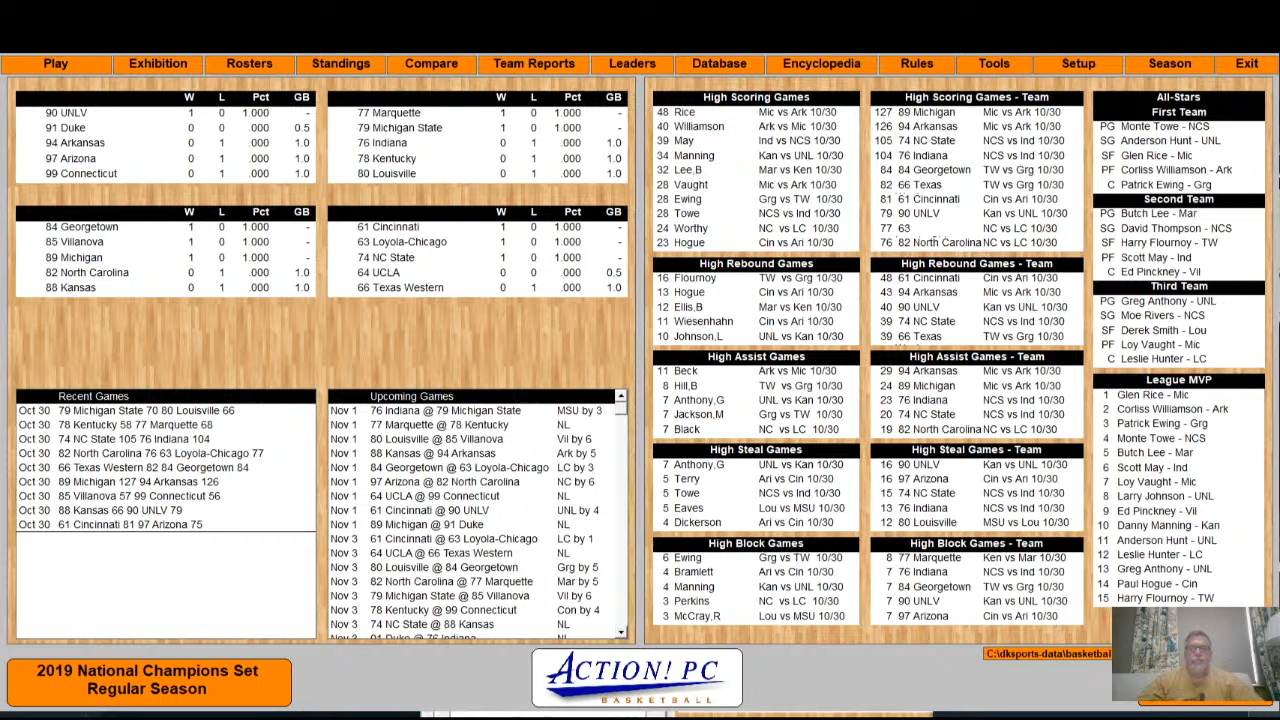 Play Exhibition Rosters Standings Compare Team Reports Leaders Database Encyclopedia Rules Tools Setup Season Exit
W L Pct GB
90 UNLV 1 0 1.000 -
91 Duke 0 0 .000 0.5
94 Arkansas 0 1 .000 1.0
97 Arizona 0 1 .000 1.0
99 Connecticut 0 1 .000 1.0
W L Pct GB
77 Marquette 1 0 1.000 -
79 Michigan State 1 0 1.000 -
76 Indiana 0 1 .000 1.0
78 Kentucky 0 1 .000 1.0
80 Louisville 0 1 .000 1.0
W L Pct GB
84 Georgetown 1 0 1.000 -
85 Villanova 1 0 1.000 -
89 Michigan 1 0 1.000 -
82 North Carolina 0 1 .000 1.0
88 Kansas 0 1 .000 1.0
W L Pct GB
61 Cincinnati 1 0 1.000 -
63 Loyola-Chicago 1 0 1.000 -
74 NC State 1 0 1.000 -
64 UCLA 0 0 .000 0.5
66 Texas Western 0 1 .000 1.0
Recent Games
Oct 30 79 Michigan State 70 80 Louisville 66
Oct 30 78 Kentucky 58 77 Marquette 68
Oct 30 74 NC State 105 76 Indiana 104
Oct 30 82 North Carolina 76 63 Loyola-Chicago 77
Oct 30 66 Texas Western 82 84 Georgetown 84
Oct 30 89 Michigan 127 94 Arkansas 126
Oct 30 85 Villanova 57 99 Connecticut 56
Oct 30 88 Kansas 66 90 UNLV 79
Oct 30 61 Cincinnati 81 97 Arizona 75
Upcoming Games
Nov 1 76 Indiana @ 79 Michigan State MSU by 3
Nov 1 77 Marquette @ 78 Kentucky NL
Nov 1 80 Louisville @ 85 Villanova Vil by 6
Nov 1 88 Kansas @ 94 Arkansas Ark by 5
Nov 1 84 Georgetown @ 63 Loyola-Chicago LC by 3
Nov 1 97 Arizona @ 82 North Carolina NC by 6
Nov 1 64 UCLA @ 99 Connecticut NL
Nov 1 61 Cincinnati @ 90 UNLV UNL by 4
Nov 1 89 Michigan @ 91 Duke NL
Nov 3 61 Cincinnati @ 63 Loyola-Chicago LC by 1
Nov 3 64 UCLA @ 66 Texas Western NL
Nov 3 80 Louisville @ 84 Georgetown Grg by 5
Nov 3 82 North Carolina @ 77 Marquette Mar by 5
Nov 3 79 Michigan State @ 85 Villanova Vil by 6
Nov 3 78 Kentucky @ 99 Connecticut Con by 4
Nov 3 74 NC State @ 88 Kansas NL
Nov 3 91 Duke @ 76 Indiana NL
High Scoring Games
48 Rice Mic vs Ark 10/30
40 Williamson Ark vs Mic 10/30
39 May Ind vs NCS 10/30
34 Manning Kan vs UNL 10/30
32 Lee,B Mar vs Ken 10/30
28 Vaught Mic vs Ark 10/30
28 Ewing Grg vs TW 10/30
28 Towe NCS vs Ind 10/30
24 Worthy NC vs LC 10/30
23 Hogue Cin vs Ari 10/30
High Scoring Games - Team
127 89 Michigan Mic vs Ark 10/30
126 94 Arkansas Mic vs Ark 10/30
105 74 NC State NCS vs Ind 10/30
104 76 Indiana NCS vs Ind 10/30
84 84 Georgetown TW vs Grg 10/30
82 66 Texas TW vs Grg 10/30
81 61 Cincinnati Cin vs Ari 10/30
79 90 UNLV Kan vs UNL 10/30
77 63 NC vs LC 10/30
76 82 North Carolina NC vs LC 10/30
High Rebound Games
16 Flournoy TW vs Grg 10/30
13 Hogue Cin vs Ari 10/30
12 Ellis,B Mar vs Ken 10/30
11 Wiesenhahn Cin vs Ari 10/30
10 Johnson,L UNL vs Kan 10/30
High Rebound Games - Team
48 61 Cincinnati Cin vs Ari 10/30
43 94 Arkansas Mic vs Ark 10/30
40 90 UNLV Kan vs UNL 10/30
39 74 NC State NCS vs Ind 10/30
39 66 Texas TW vs Grg 10/30
High Assist Games
11 Beck Ark vs Mic 10/30
8 Hill,B TW vs Grg 10/30
7 Anthony,G UNL vs Kan 10/30
7 Jackson,M Grg vs TW 10/30
7 Black NC vs LC 10/30
High Assist Games - Team
29 94 Arkansas Mic vs Ark 10/30
24 89 Michigan Mic vs Ark 10/30
23 76 Indiana NCS vs Ind 10/30
20 74 NC State NCS vs Ind 10/30
19 82 North Carolina NC vs LC 10/30
High Steal Games
7 Anthony,G UNL vs Kan 10/30
5 Terry Ari vs Cin 10/30
5 Towe NCS vs Ind 10/30
5 Eaves Lou vs MSU 10/30
4 Dickerson Ari vs Cin 10/30
High Steal Games - Team
16 90 UNLV Kan vs UNL 10/30
16 97 Arizona Cin vs Ari 10/30
15 74 NC State NCS vs Ind 10/30
13 76 Indiana NCS vs Ind 10/30
12 80 Louisville MSU vs Lou 10/30
High Block Games
6 Ewing Grg vs TW 10/30
4 Bramlett Ari vs Cin 10/30
4 Manning Kan vs UNL 10/30
3 Perkins NC vs LC 10/30
3 McCray,R Lou vs MSU 10/30
High Block Games - Team
8 77 Marquette Ken vs Mar 10/30
7 76 Indiana NCS vs Ind 10/30
7 84 Georgetown TW vs Grg 10/30
7 90 UNLV Kan vs UNL 10/30
7 97 Arizona Cin vs Ari 10/30
All-Stars
First Team
PG Monte Towe - NCS
SG Anderson Hunt - UNL
SF Glen Rice - Mic
PF Corliss Williamson - Ark
C Patrick Ewing - Grg
Second Team
PG Butch Lee - Mar
SG David Thompson - NCS
SF Harry Flournoy - TW
PF Scott May - Ind
C Ed Pinckney - Vil
Third Team
PG Greg Anthony - UNL
SG Moe Rivers - NCS
SF Derek Smith - Lou
PF Loy Vaught - Mic
C Leslie Hunter - LC
League MVP
1 Glen Rice - Mic
2 Corliss Williamson - Ark
3 Patrick Ewing - Grg
4 Monte Towe - NCS
5 Butch Lee - Mar
6 Scott May - Ind
7 Loy Vaught - Mic
8 Larry Johnson - UNL
9 Ed Pinckney - Vil
10 Danny Manning - Kan
11 Anderson Hunt - UNL
12 Leslie Hunter - LC
13 Greg Anthony - UNL
14 Paul Hogue - Cin
15 Harry Flournoy - TW
2019 National Champions Set
Regular Season
ACTION! PC
BASKETBALL
C:\dksports-data\basketbal